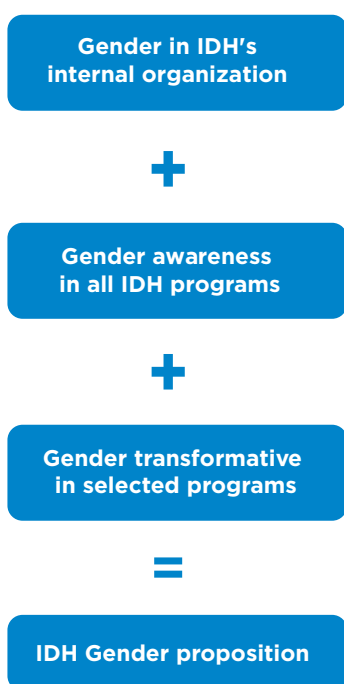 Gender in IDH's
internal organization
+
Gender awareness
in all IDH programs
+
Gender transformative
in selected programs
=
IDH Gender proposition